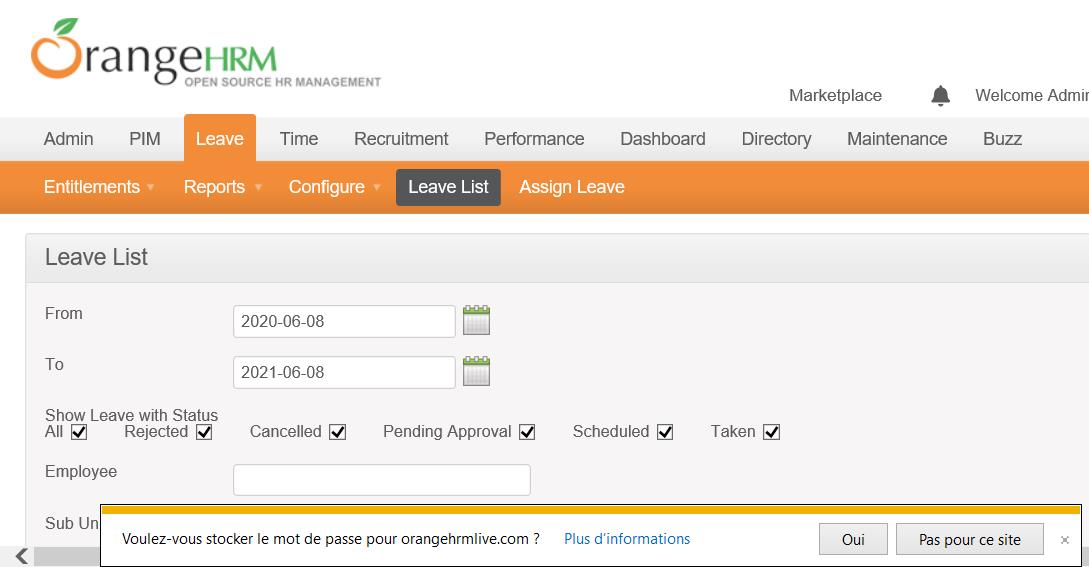 OrangeHRM
OPEN SOURCE HR MANAGEMENT
Marketplace Welcome Admin
Admin PIM Leave Time Recruitment Performance Dashboard Directory Maintenance Buzz
Entitlements Reports Configure Leave List Assign Leave
Leave List
From 2020-06-08
To 2021-06-08
Show Leave with Status
All Rejected Cancelled Pending Approval Scheduled Taken
Employee
Sub Un
Voulez-vous stocker le mot de passe pour orangehrmlive.com ? Plus d'informations Oui Pas pour ce site ×